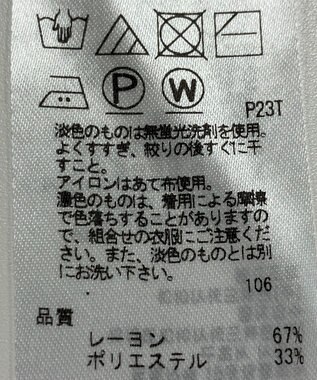 P W
P23T
淡色のものは無蛍光洗剤を使用。
よくすすぎ、絞りの後すぐに干
すこと。
アイロンはあて布使用。
濃色のものは、着用による摩擦
で色落ちすることがありますの
で、組合せの衣服にご注意くだ
さい。また、淡色のものとは別
にお洗い下さい。
106
品質
レーヨン 67%
ポリエステル 33%